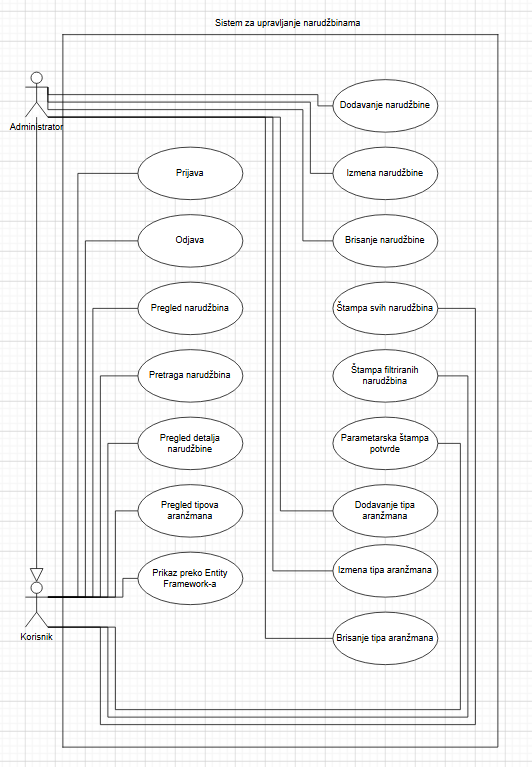 Sistem za upravljanje narudžbinama
Administrator
Dodavanje narudžbine
Prijava
Izmena narudžbine
Odjava
Brisanje narudžbine
Pregled narudžbina
Štampa svih narudžbina
Pretraga narudžbina
Štampa filtriranih
narudžbina
Pregled detalja
narudžbine
Parametarska štampa
potvrde
Pregled tipova
aranžmana
Dodavanje tipa
aranžmana
Prikaz preko Entity
Framework-a
Izmena tipa aranžmana
Korisnik
Brisanje tipa aranžmana